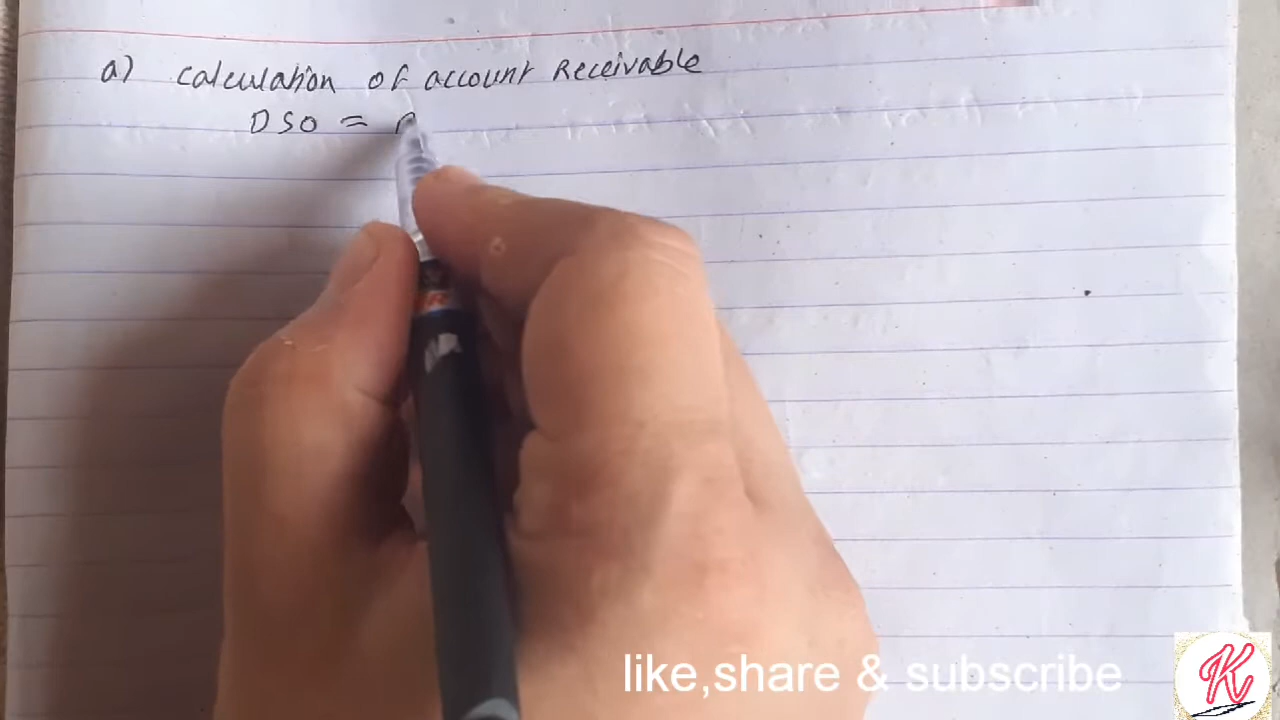 a) Calculation of account Receivable
DSO =
like,share & subscribe
K